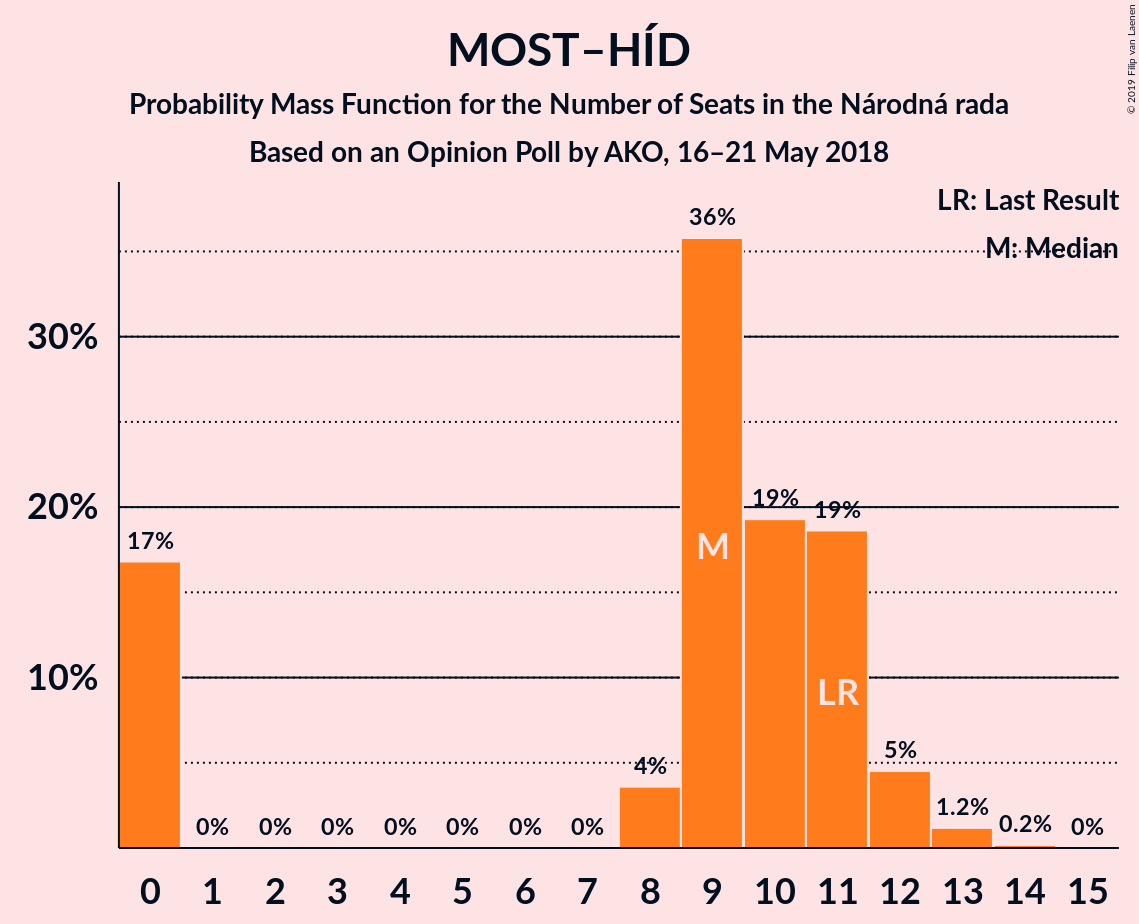 MOST–HÍD
Probability Mass Function for the Number of Seats in the Národná rada
Based on an Opinion Poll by AKO, 16–21 May 2018
© 2019 Filip van Laenen
LR: Last Result
M: Median
30%
20%
10%
17%
0%
0%
0%
0%
0%
0%
0%
4%
36%
19%
19%
5%
1.2%
0.2%
0%
M
LR
0 1 2 3 4 5 6 7 8 9 10 11 12 13 14 15